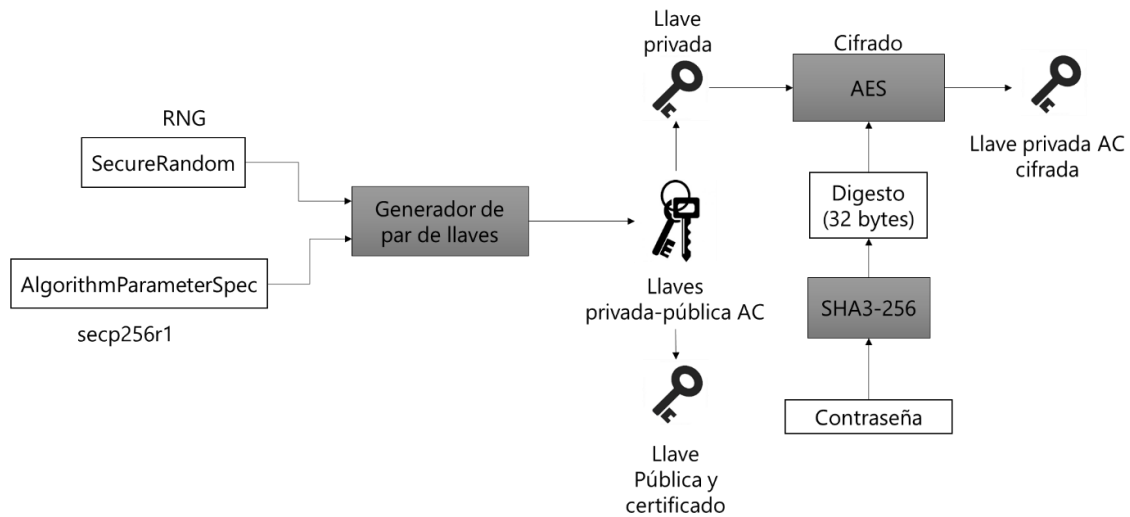 RNG
SecureRandom
AlgorithmParameterSpec
secp256r1
Generador de
par de llaves
Llave
privada
Llaves
privada-pública AC
Llave
Pública y
certificado
Cifrado
AES
Digesto
(32 bytes)
SHA3-256
Contraseña
Llave privada AC
cifrada